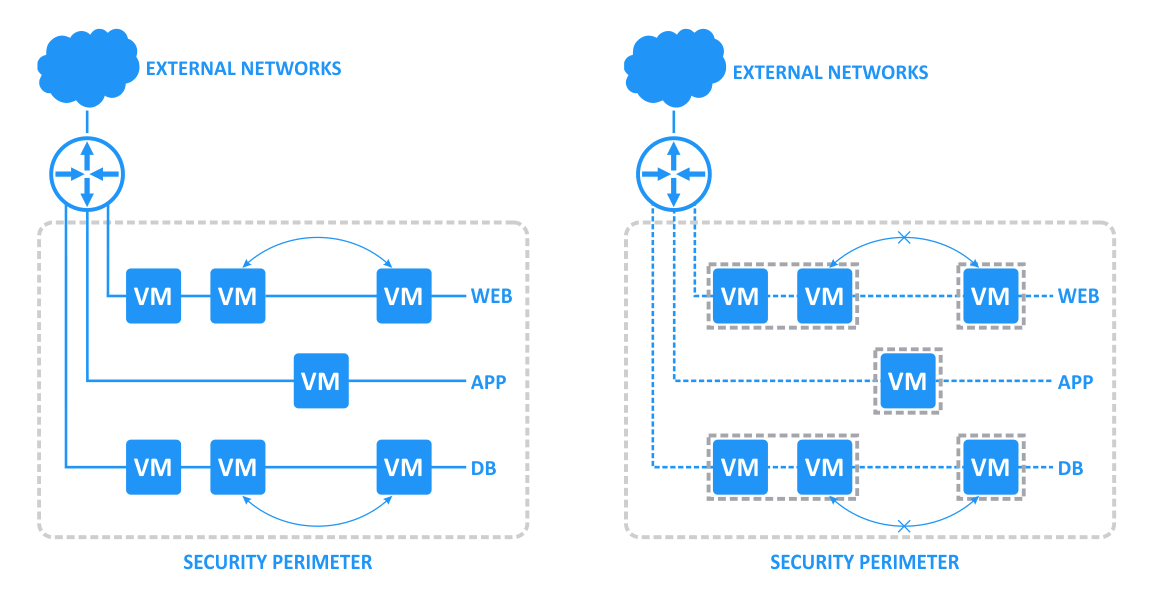 EXTERNAL NETWORKS
VM VM VM WEB
VM APP
VM VM VM DB
SECURITY PERIMETER
EXTERNAL NETWORKS
VM VM VM WEB
VM APP
VM VM VM DB
SECURITY PERIMETER